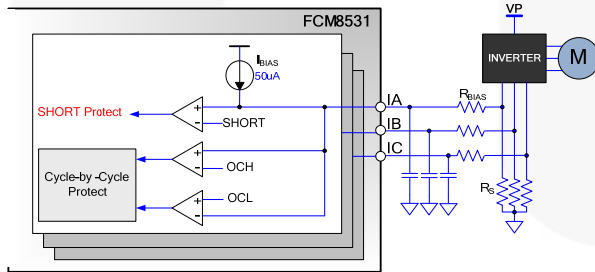 FCM8531
VP
IBIAS
50uA
INVERTER
M
SHORT Protect
+
-
SHORT
IA
RBIAS
IB
Cycle-by-Cycle
Protect
+
-
OCH
IC
+
-
OCL
RS